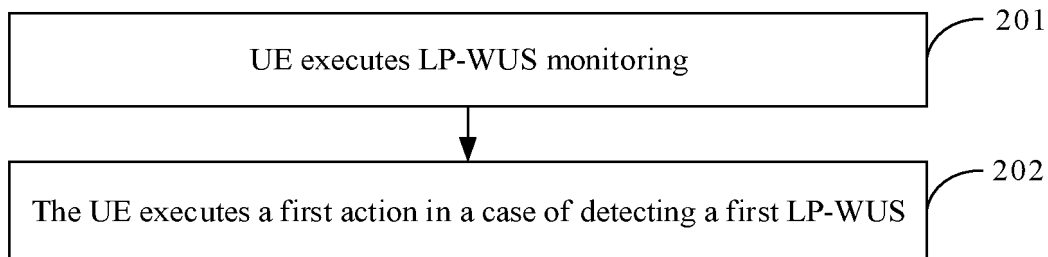 201
UE executes LP-WUS monitoring
202
The UE executes a first action in a case of detecting a first LP-WUS